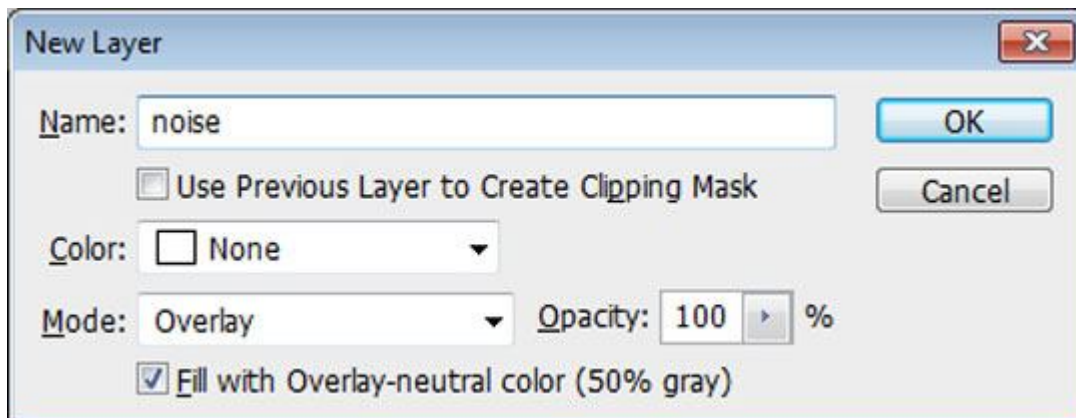 New Layer
Name: noise
OK
Use Previous Layer to Create Clipping Mask
Cancel
Color: None
Mode: Overlay Opacity: 100 %
Fill with Overlay-neutral color (50% gray)